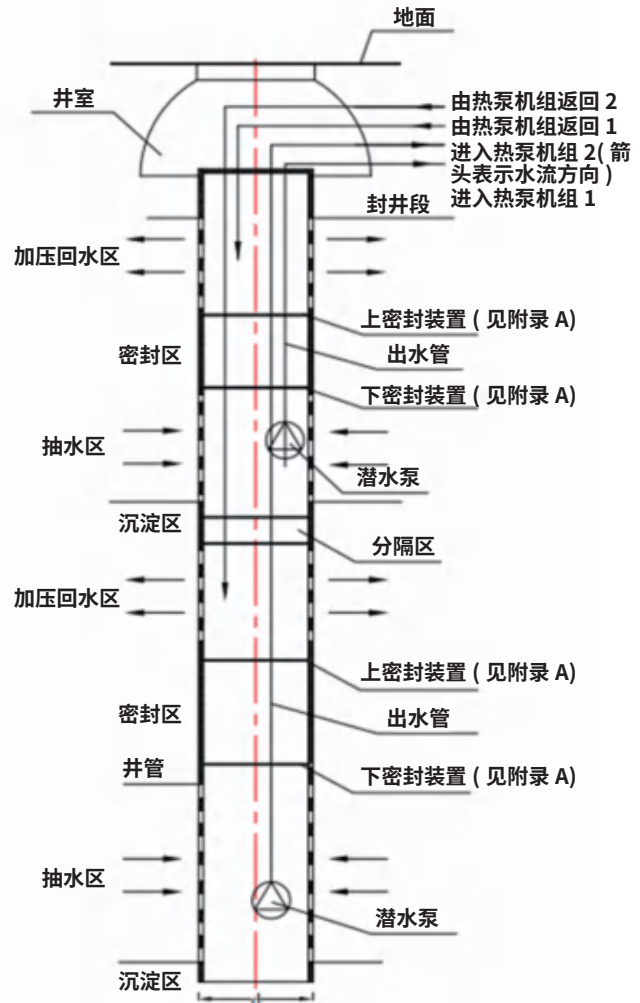 地面
井室
由热泵机组返回 2
由热泵机组返回 1
进入热泵机组 2( 箭
头表示水流方向 )
进入热泵机组 1
封井段
加压回水区
上密封装置 ( 见附录 A)
密封区
出水管
下密封装置 ( 见附录 A)
抽水区
潜水泵
沉淀区
分隔区
加压回水区
上密封装置 ( 见附录 A)
密封区
出水管
井管
下密封装置 ( 见附录 A)
抽水区
潜水泵
沉淀区